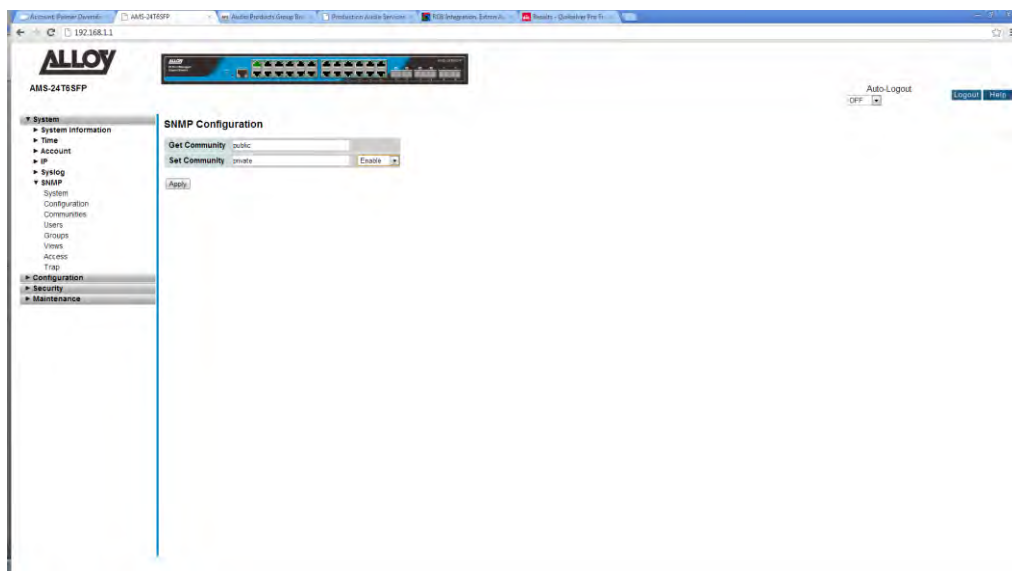 AMS-24T6SFP
192.168.1.1
ALLOY
AMS-24T6SFP
Auto-Logout
OFF
Logout Help
▼ System
► System Information
► Time
► Account
► IP
► Syslog
▼ SNMP
System
Configuration
Communities
Users
Groups
Views
Access
Trap
► Configuration
► Security
► Maintenance
SNMP Configuration
Get Community public
Set Community private Enable
Apply